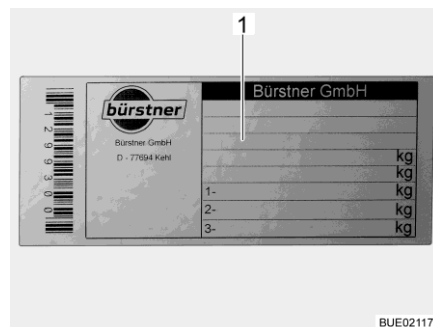 1
Bürstner GmbH
bürstner
Bürstner GmbH
D - 77694 Kehl
kg
kg
1- kg
2- kg
3- kg
1299300
BUE02117